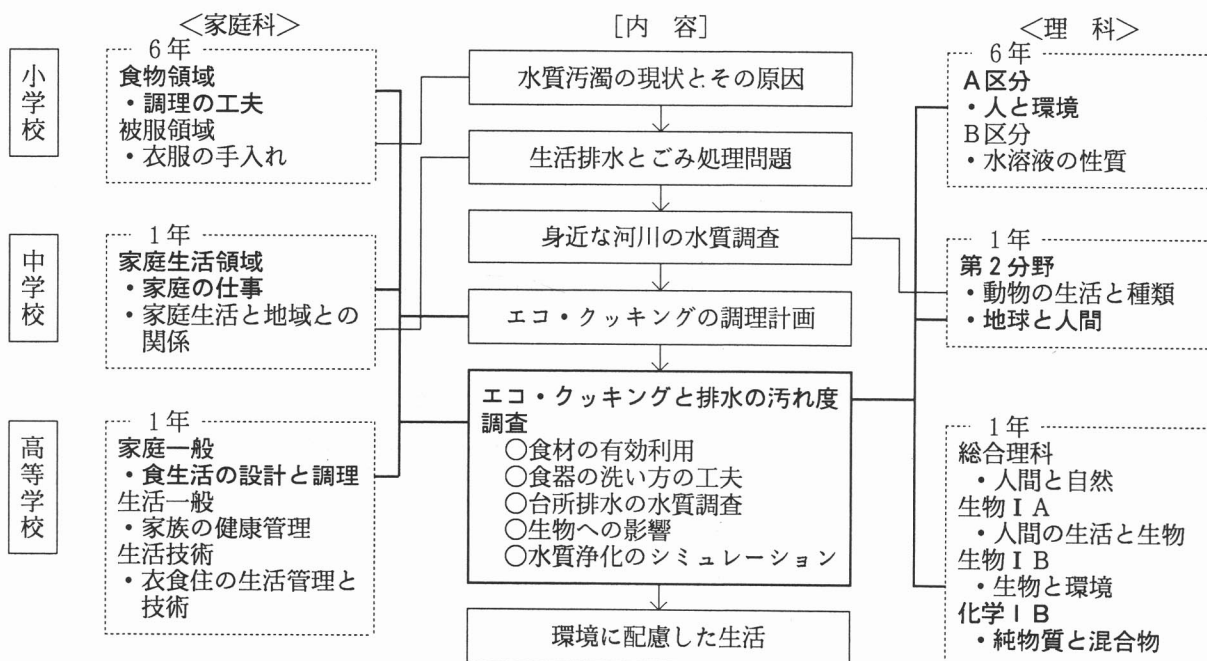 ＜家庭科＞
［内　容］
＜理　科＞
小学校
6年
食物領域
・調理の工夫
被服領域
・衣服の手入れ
中学校
1年
家庭生活領域
・家庭の仕事
・家庭生活と地域との
関係
高等学校
1年
家庭一般
・食生活の設計と調理
生活一般
・家族の健康管理
生活技術
・衣食住の生活管理と
技術
水質汚濁の現状とその原因
生活排水とごみ処理問題
身近な河川の水質調査
エコ・クッキングの調理計画
エコ・クッキングと排水の汚れ度
調査
○食材の有効利用
○食器の洗い方の工夫
○台所排水の水質調査
○生物への影響
○水質浄化のシミュレーション
環境に配慮した生活
6年
A区分
・人と環境
B区分
・水溶液の性質
1年
第2分野
・動物の生活と種類
・地球と人間
1年
総合理科
・人間と自然
生物ⅠA
・人間の生活と生物
生物ⅠB
・生物と環境
化学ⅠB
・純物質と混合物